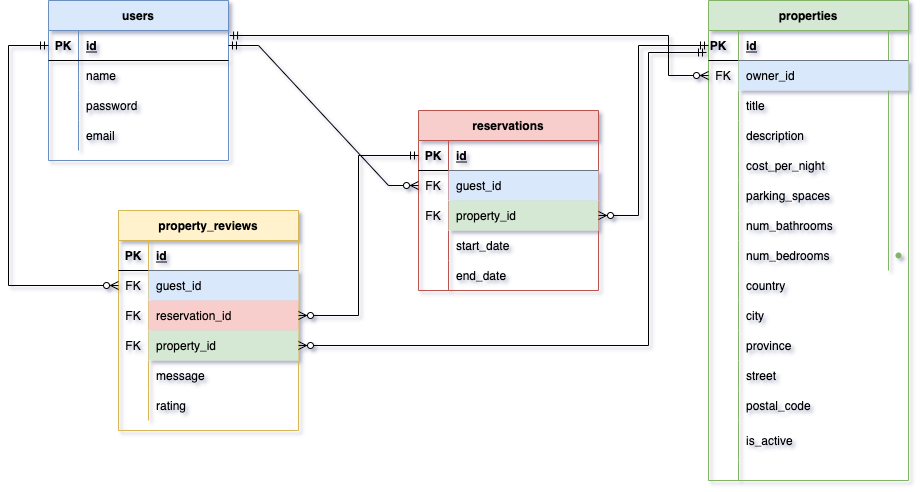 users
PK id
name
password
email
properties
PK id
FK owner_id
title
description
cost_per_night
parking_spaces
num_bathrooms
num_bedrooms
country
city
province
street
postal_code
is_active
reservations
PK id
FK guest_id
FK property_id
start_date
end_date
property_reviews
PK id
FK guest_id
FK reservation_id
FK property_id
message
rating